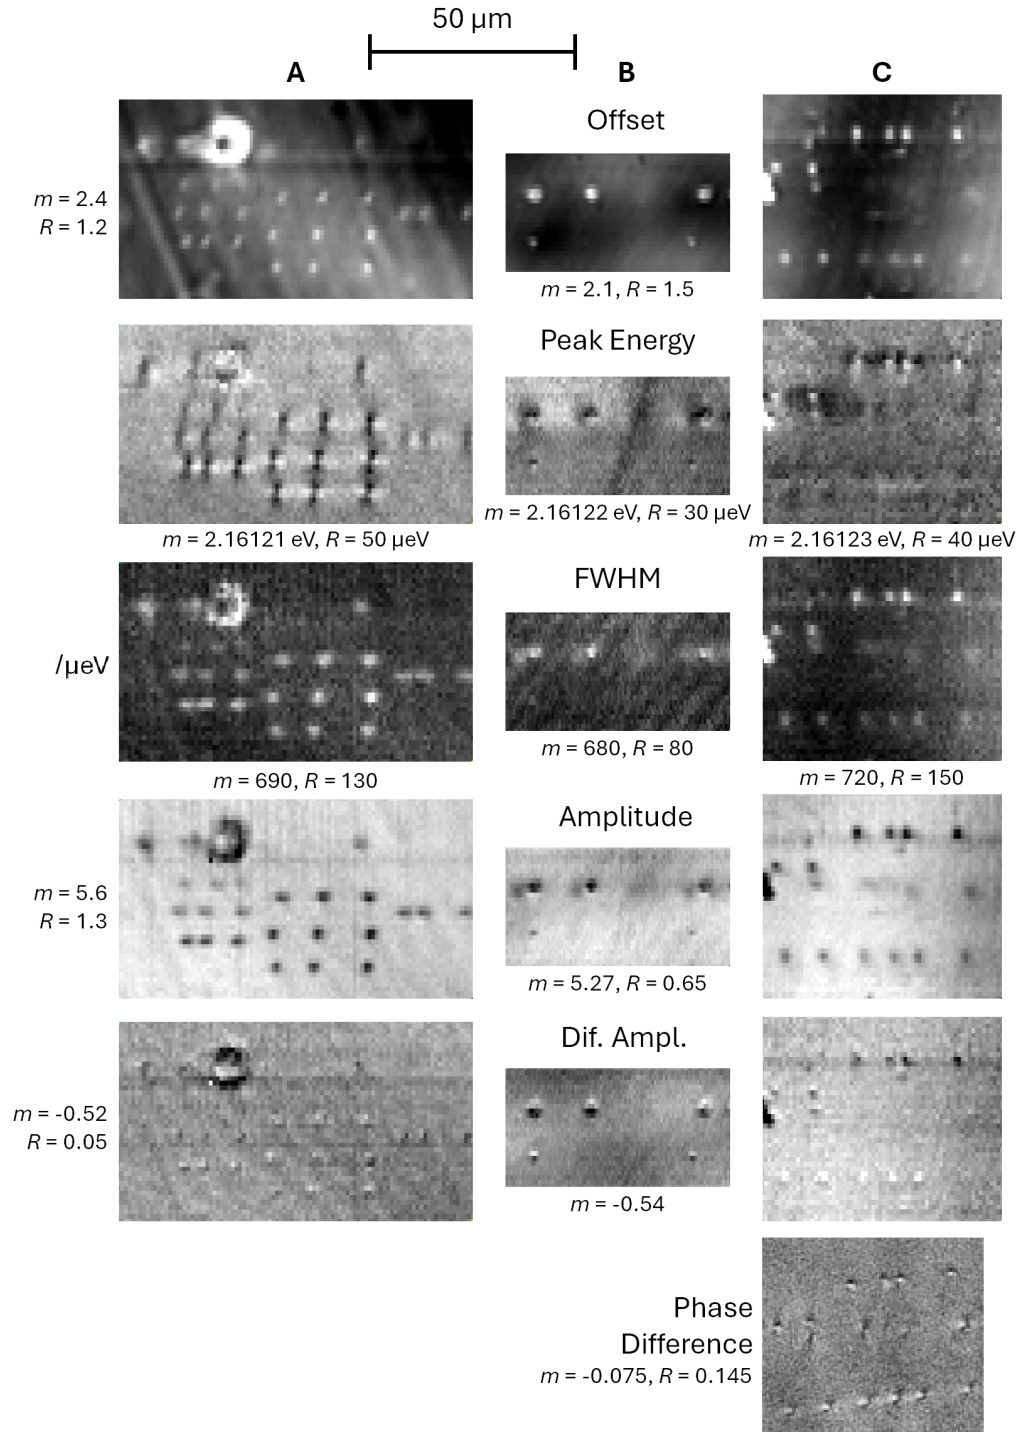 50 µm
A
B
C
Offset
m = 2.4
R = 1.2
m = 2.1, R = 1.5
Peak Energy
m = 2.16121 eV, R = 50 µeV
m = 2.16122 eV, R = 30 µeV
m = 2.16123 eV, R = 40 µeV
FWHM
/µeV
m = 690, R = 130
m = 680, R = 80
m = 720, R = 150
Amplitude
m = 5.6
R = 1.3
m = 5.27, R = 0.65
Dif. Ampl.
m = -0.52
R = 0.05
m = -0.54
Phase
Difference
m = -0.075, R = 0.145